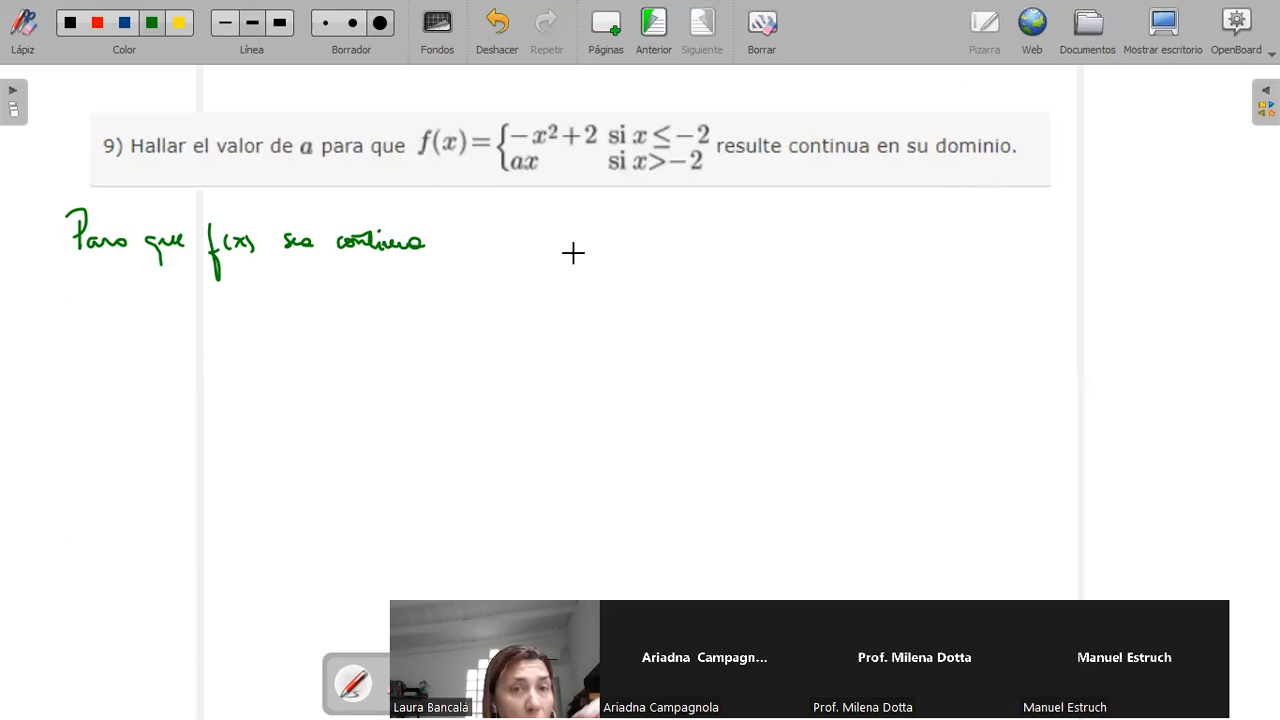 Lápiz
Color
Línea
Borrador
Fondos
Deshacer
Repetir
Páginas
Anterior
Siguiente
Borrar
Pizarra
Web
Documentos
Mostrar escritorio
OpenBoard
9) Hallar el valor de a para que f(x)={−x²+2 si x≤−2 resulte continua en su dominio.
ax si x>−2
Para que f(x) sea continua
Ariadna Campagn...
Prof. Milena Dotta
Manuel Estruch
Laura Bancalá
Ariadna Campagnola
Prof. Milena Dotta
Manuel Estruch